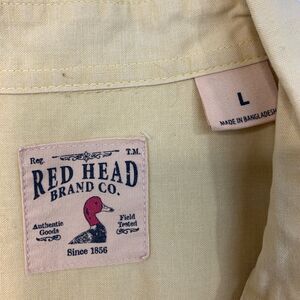 L
MADE IN BANGLADESH
Reg. T.M.
RED HEAD
BRAND CO.
Authentic Field
Goods Tested
Since 1856